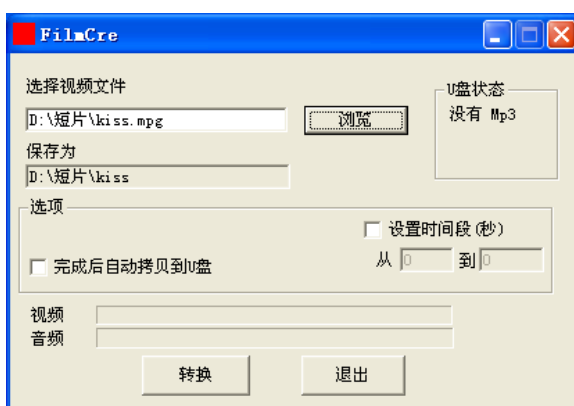 FilmCre
选择视频文件
D:\短片\kiss.mpg
浏览
U盘状态
没有 Mp3
保存为
D:\短片\kiss
选项
设置时间段(秒)
完成后自动拷贝到U盘
从 0 到 0
视频
音频
转换 退出